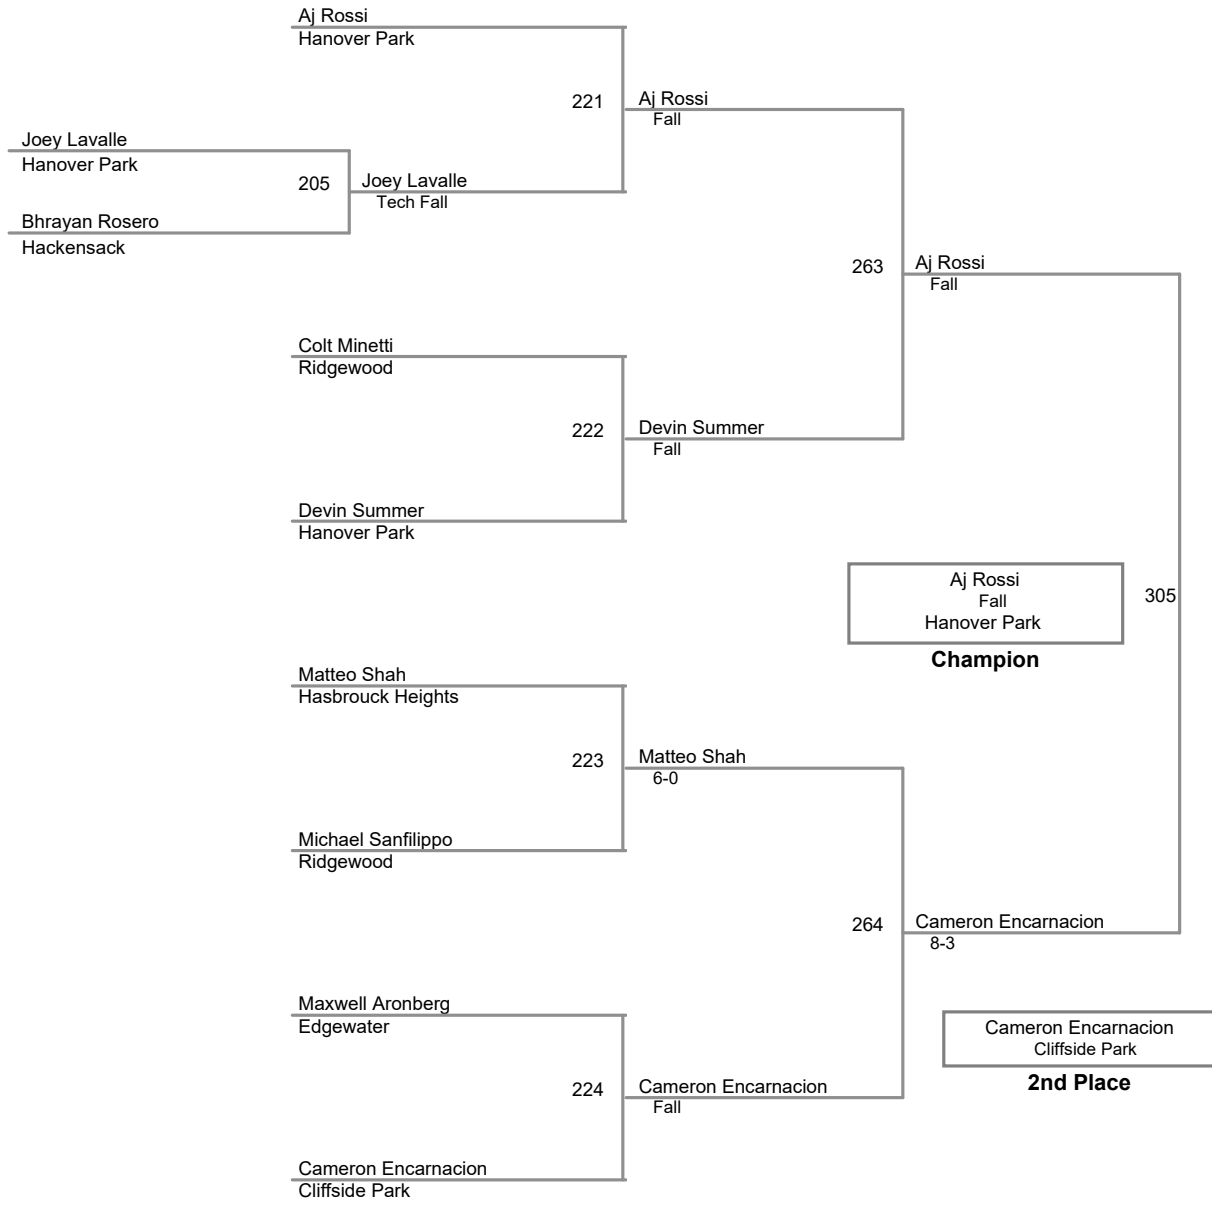 Aj Rossi
Hanover Park
221
Aj Rossi
Fall
Joey Lavalle
Hanover Park
205
Joey Lavalle
Tech Fall
Bhrayan Rosero
Hackensack
263
Aj Rossi
Fall
Colt Minetti
Ridgewood
222
Devin Summer
Fall
Devin Summer
Hanover Park
Aj Rossi
Fall
Hanover Park
Champion
305
Matteo Shah
Hasbrouck Heights
223
Matteo Shah
6-0
Michael Sanfilippo
Ridgewood
264
Cameron Encarnacion
8-3
Maxwell Aronberg
Edgewater
Cameron Encarnacion
Cliffside Park
2nd Place
224
Cameron Encarnacion
Fall
Cameron Encarnacion
Cliffside Park